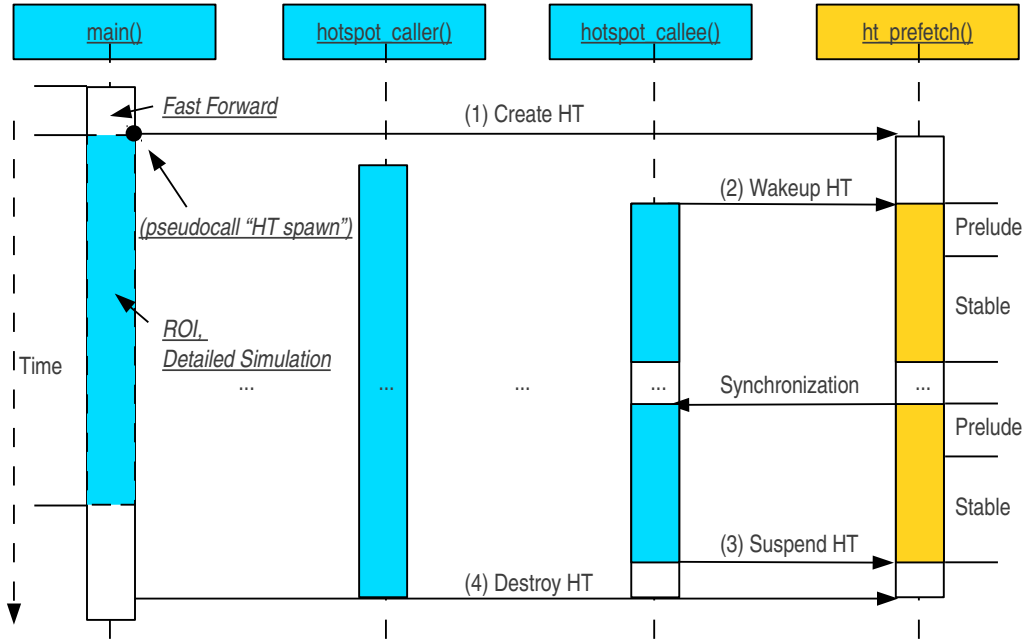 main()
hotspot_caller()
hotspot_callee()
ht_prefetch()
Fast Forward
(1) Create HT
(2) Wakeup HT
(pseudocall “HT spawn”)
Prelude
Stable
ROI,
Detailed Simulation
Time
...
...
...
...
...
Synchronization
Prelude
Stable
(3) Suspend HT
(4) Destroy HT